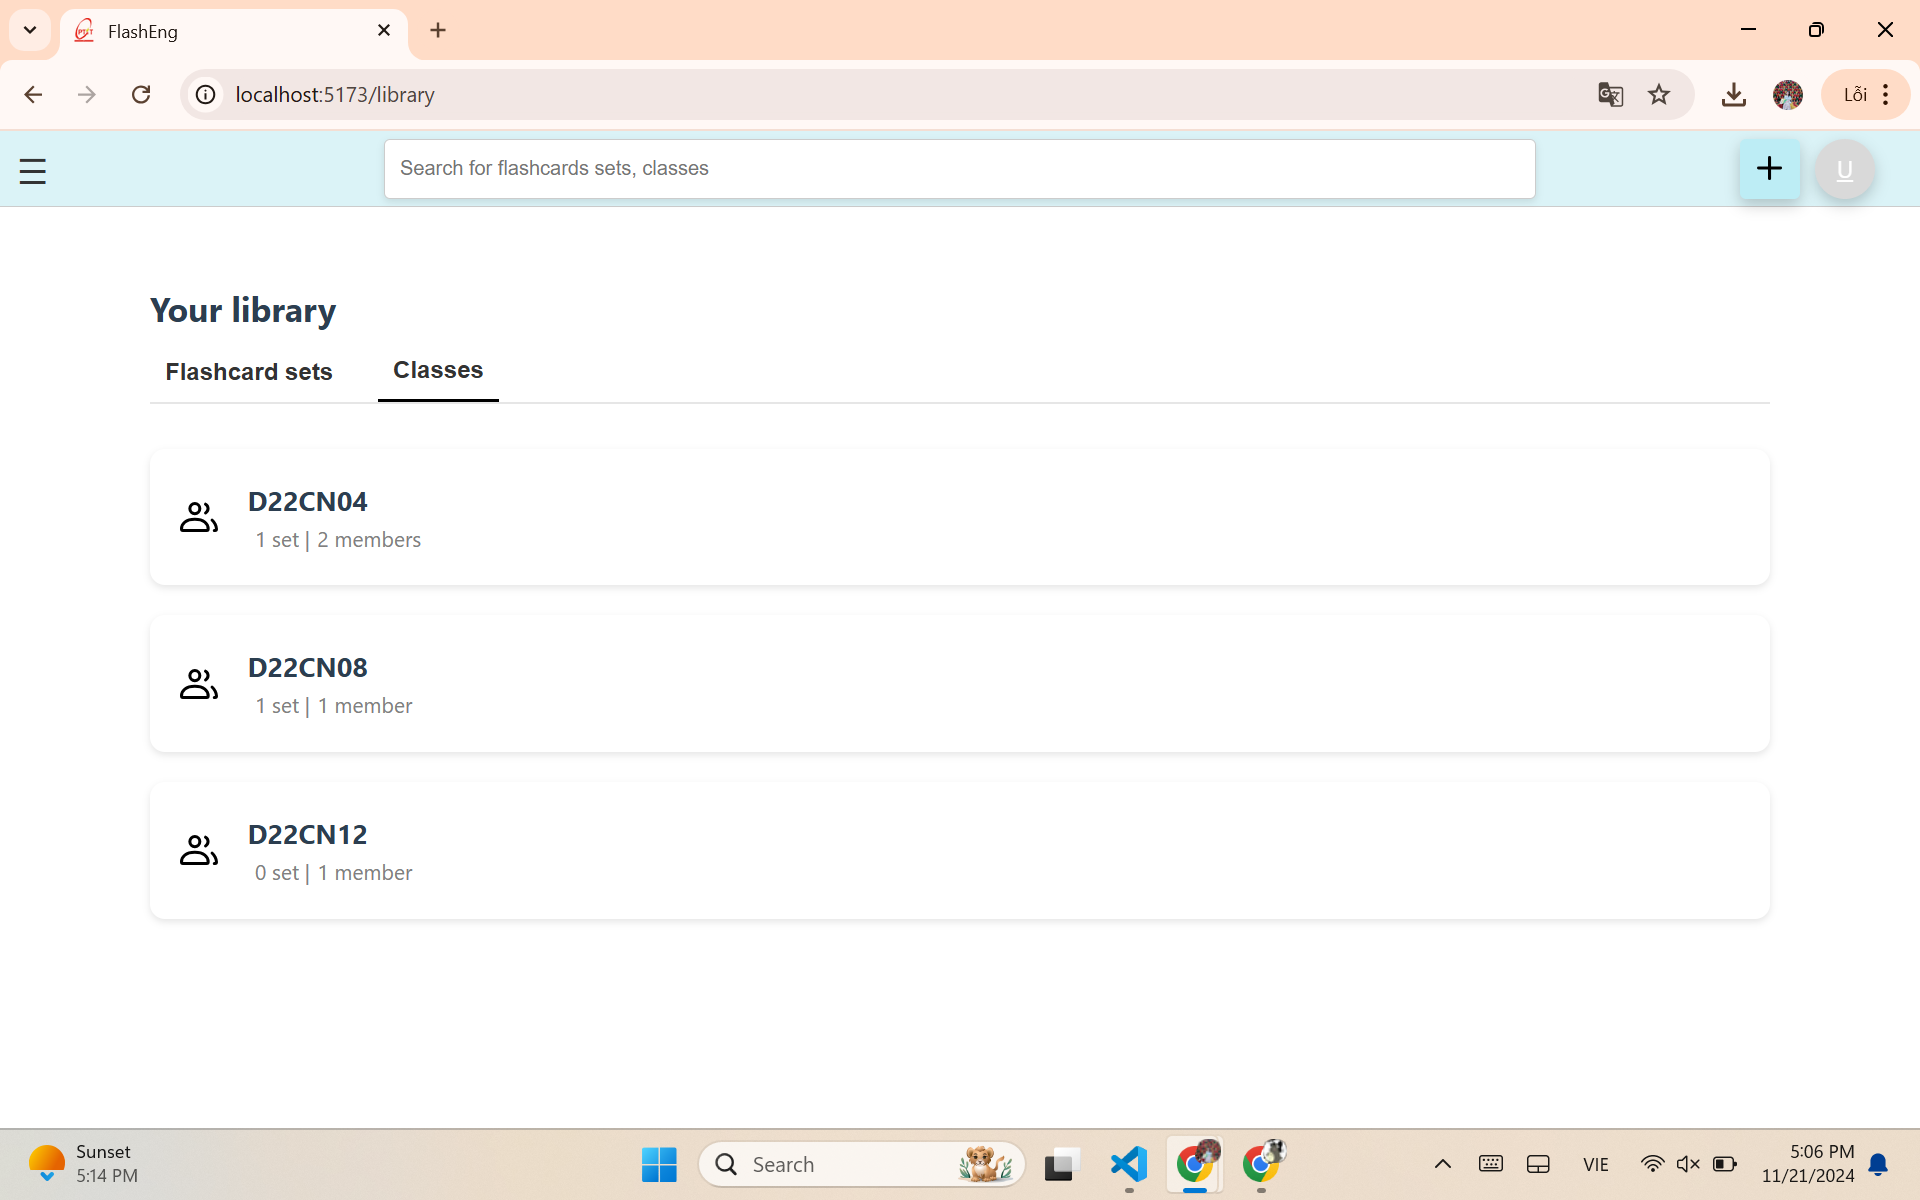 FlashEng
localhost:5173/library
Lỗi
Search for flashcards sets, classes
U
Your library
Flashcard sets
Classes
D22CN04
1 set | 2 members
D22CN08
1 set | 1 member
D22CN12
0 set | 1 member
Sunset
5:14 PM
Search
VIE
5:06 PM
11/21/2024